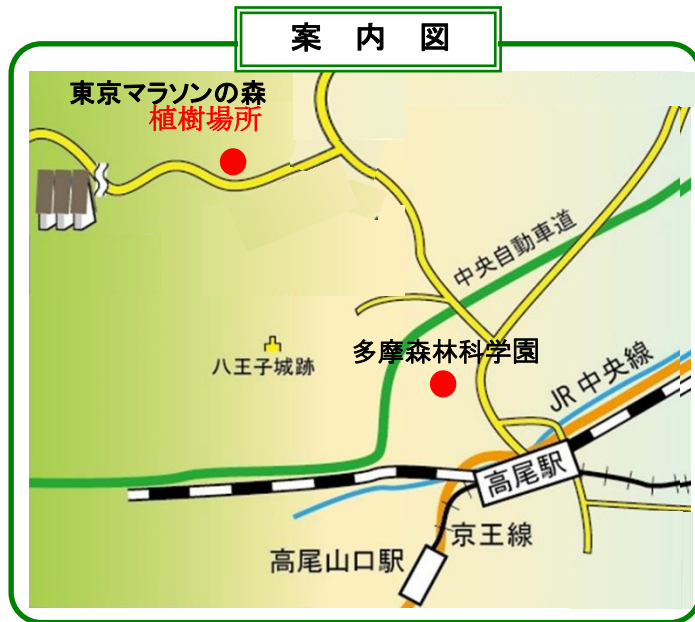 案 内 図
東京マラソンの森
植樹場所
中央自動車道
八王子城跡
多摩森林科学園
JR 中央線
高尾駅
京王線
高尾山口駅